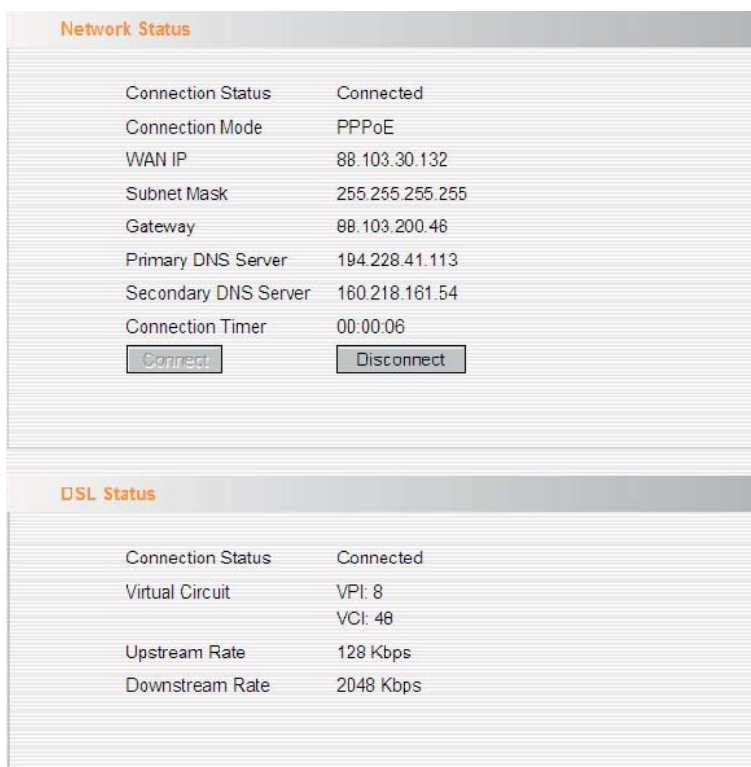 Network Status
Connection Status Connected
Connection Mode PPPoE
WAN IP 88.103.30.132
Subnet Mask 255.255.255.255
Gateway 88.103.200.46
Primary DNS Server 194.228.41.113
Secondary DNS Server 160.218.161.54
Connection Timer 00:00:06
Connect Disconnect
DSL Status
Connection Status Connected
Virtual Circuit VPI: 8
VCI: 48
Upstream Rate 128 Kbps
Downstream Rate 2048 Kbps